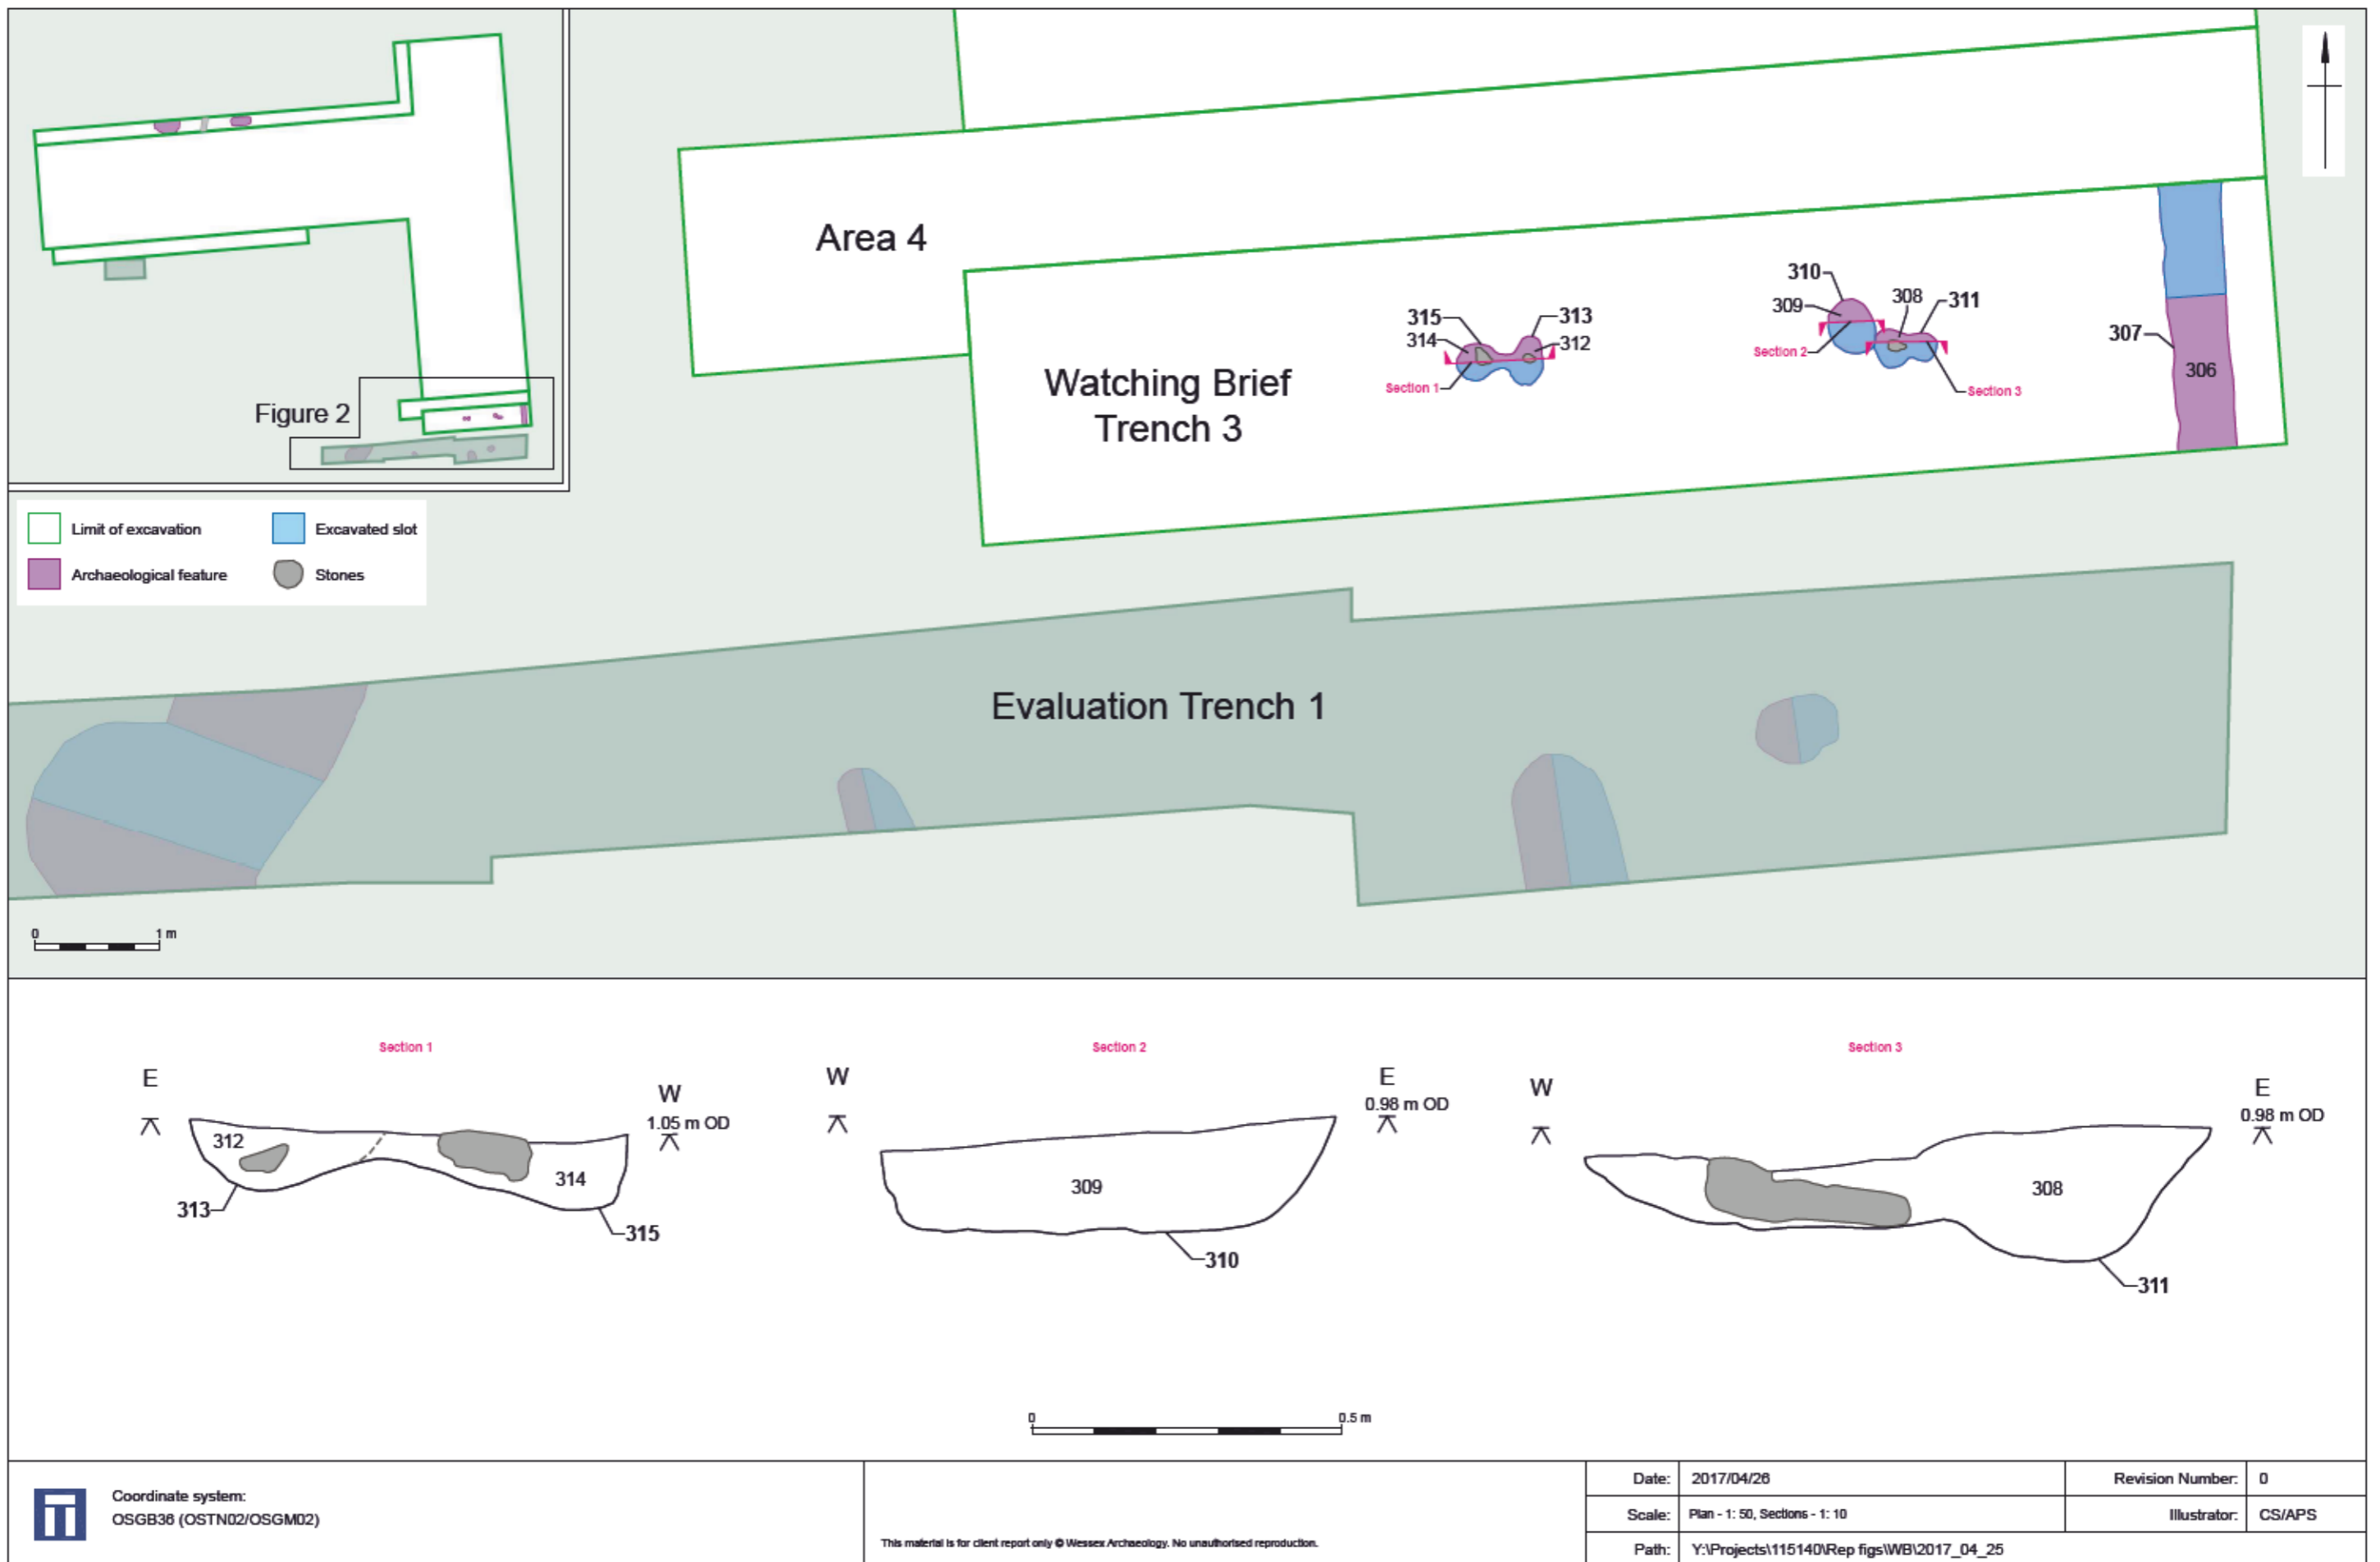 Figure 2
Limit of excavation
Excavated slot
Archaeological feature
Stones
Area 4
Watching Brief
Trench 3
315
314
313
312
Section 1
310
309
308
311
Section 2
Section 3
307
306
Evaluation Trench 1
0 1 m
Section 1
E
W
1.05 m OD
312
313
314
315
Section 2
W
E
0.98 m OD
309
310
Section 3
W
E
0.98 m OD
308
311
0 0.5 m
Coordinate system:
OSGB36 (OSTN02/OSGM02)
This material is for client report only © Wessex Archaeology. No unauthorised reproduction.
Date: 2017/04/26
Revision Number: 0
Scale: Plan - 1: 50, Sections - 1: 10
Illustrator: CS/APS
Path: Y:\Projects\115140\Rep figs\WB\2017_04_25